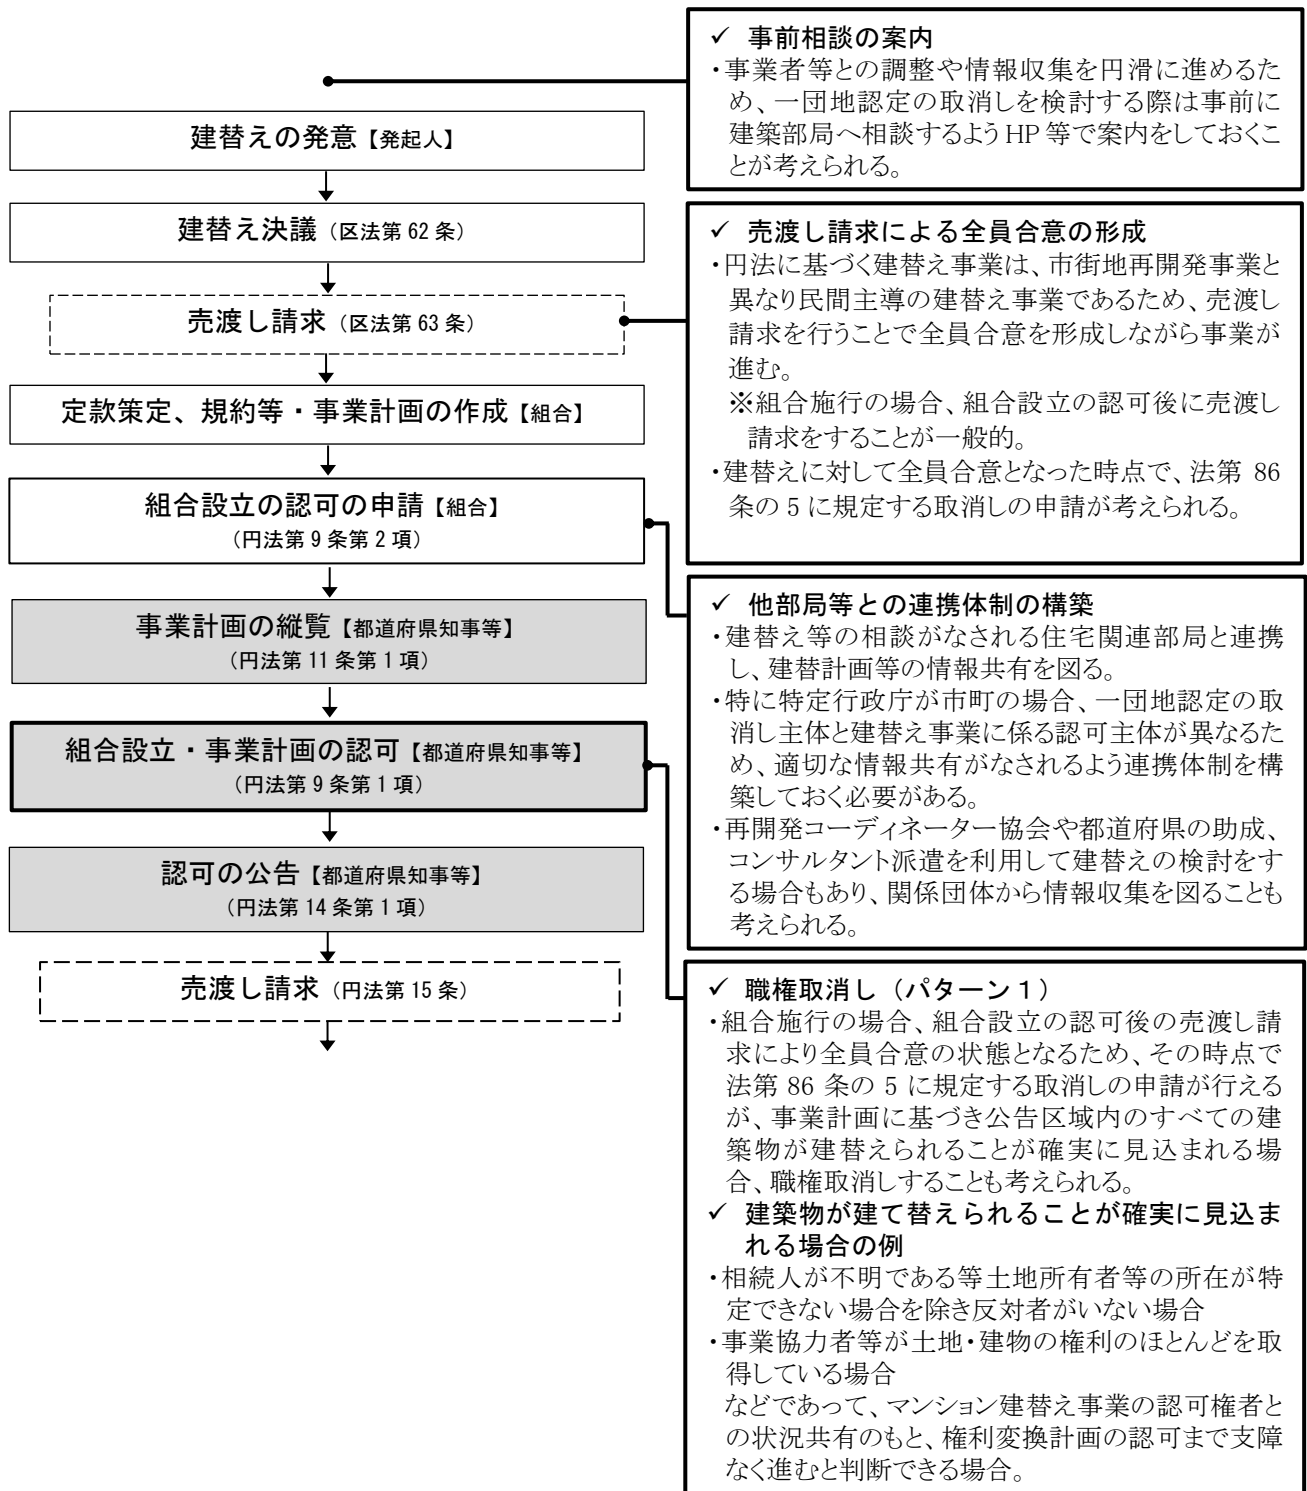 建替えの発意【発起人】
建替え決議（区法第62条）
売渡し請求（区法第63条）
定款策定、規約等・事業計画の作成【組合】
組合設立の認可の申請【組合】
（円法第9条第2項）
事業計画の縦覧【都道府県知事等】
（円法第11条第1項）
組合設立・事業計画の認可【都道府県知事等】
（円法第9条第1項）
認可の公告【都道府県知事等】
（円法第14条第1項）
売渡し請求（円法第15条）
✓ 事前相談の案内
・事業者等との調整や情報収集を円滑に進めるた
め、一団地認定の取消しを検討する際は事前に
建築部局へ相談するようHP等で案内をしておくこ
とが考えられる。
✓ 売渡し請求による全員合意の形成
・円法に基づく建替え事業は、市街地再開発事業と
異なり民間主導の建替え事業であるため、売渡し
請求を行うことで全員合意を形成しながら事業が
進む。
※組合施行の場合、組合設立の認可後に売渡し
請求をすることが一般的。
・建替えに対して全員合意となった時点で、法第86
条の5に規定する取消しの申請が考えられる。
✓ 他部局等との連携体制の構築
・建替え等の相談がなされる住宅関連部局と連携
し、建替計画等の情報共有を図る。
・特に特定行政庁が市町の場合、一団地認定の取
消し主体と建替え事業に係る認可主体が異なるた
め、適切な情報共有がなされるよう連携体制を構
築しておく必要がある。
・再開発コーディネーター協会や都道府県の助成、
コンサルタント派遣を利用して建替えの検討をす
る場合もあり、関係団体から情報収集を図ることも
考えられる。
✓ 職権取消し（パターン１）
・組合施行の場合、組合設立の認可後の売渡し請
求により全員合意の状態となるため、その時点で
法第86条の5に規定する取消しの申請が行える
が、事業計画に基づき公告区域内のすべての建
築物が建替えられることが確実に見込まれる場
合、職権取消しすることも考えられる。
✓ 建築物が建て替えられることが確実に見込ま
れる場合の例
・相続人が不明である等土地所有者等の所在が特
定できない場合を除き反対者がいない場合
・事業協力者等が土地・建物の権利のほとんどを取
得している場合
などであって、マンション建替え事業の認可権者と
の状況共有のもと、権利変換計画の認可まで支障
なく進むと判断できる場合。